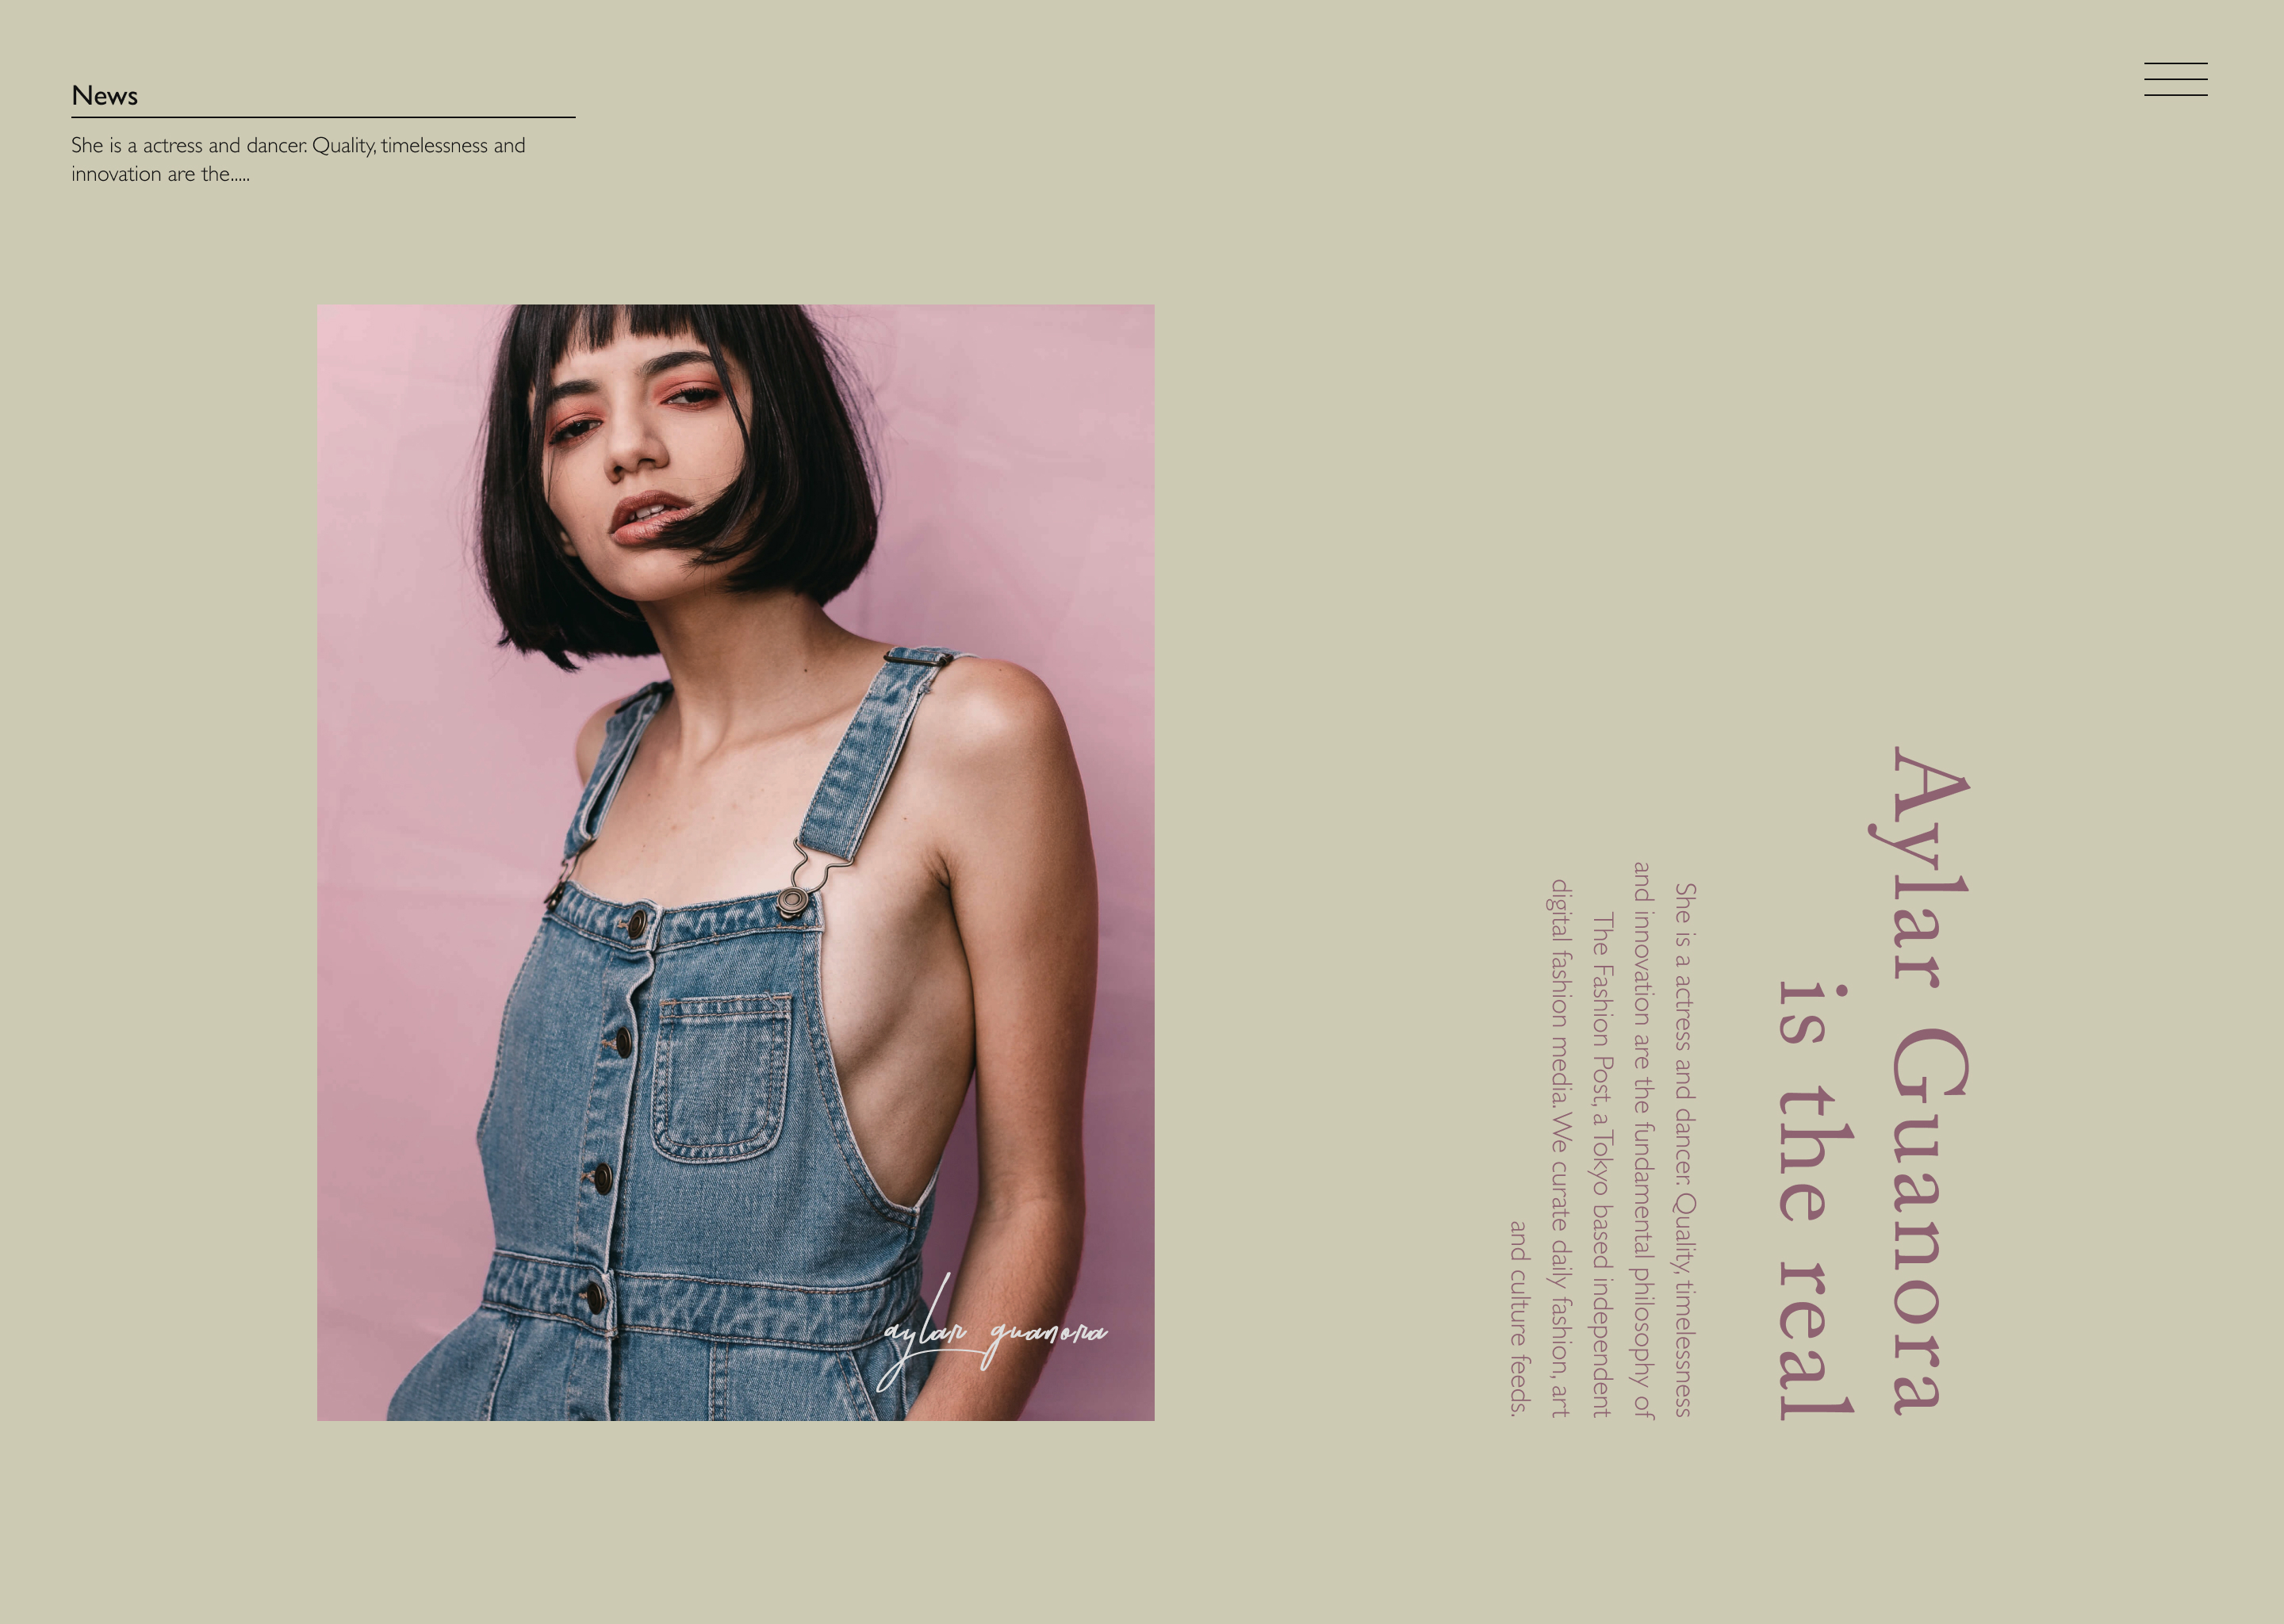 News
She is a actress and dancer. Quality, timelessness and
innovation are the.....
aylar guanora
Aylar Guanora
is the real
She is a actress and dancer. Quality, timelessness
and innovation are the fundamental philosophy of
The Fashion Post, a Tokyo based independent
digital fashion media. We curate daily fashion, art
and culture feeds.